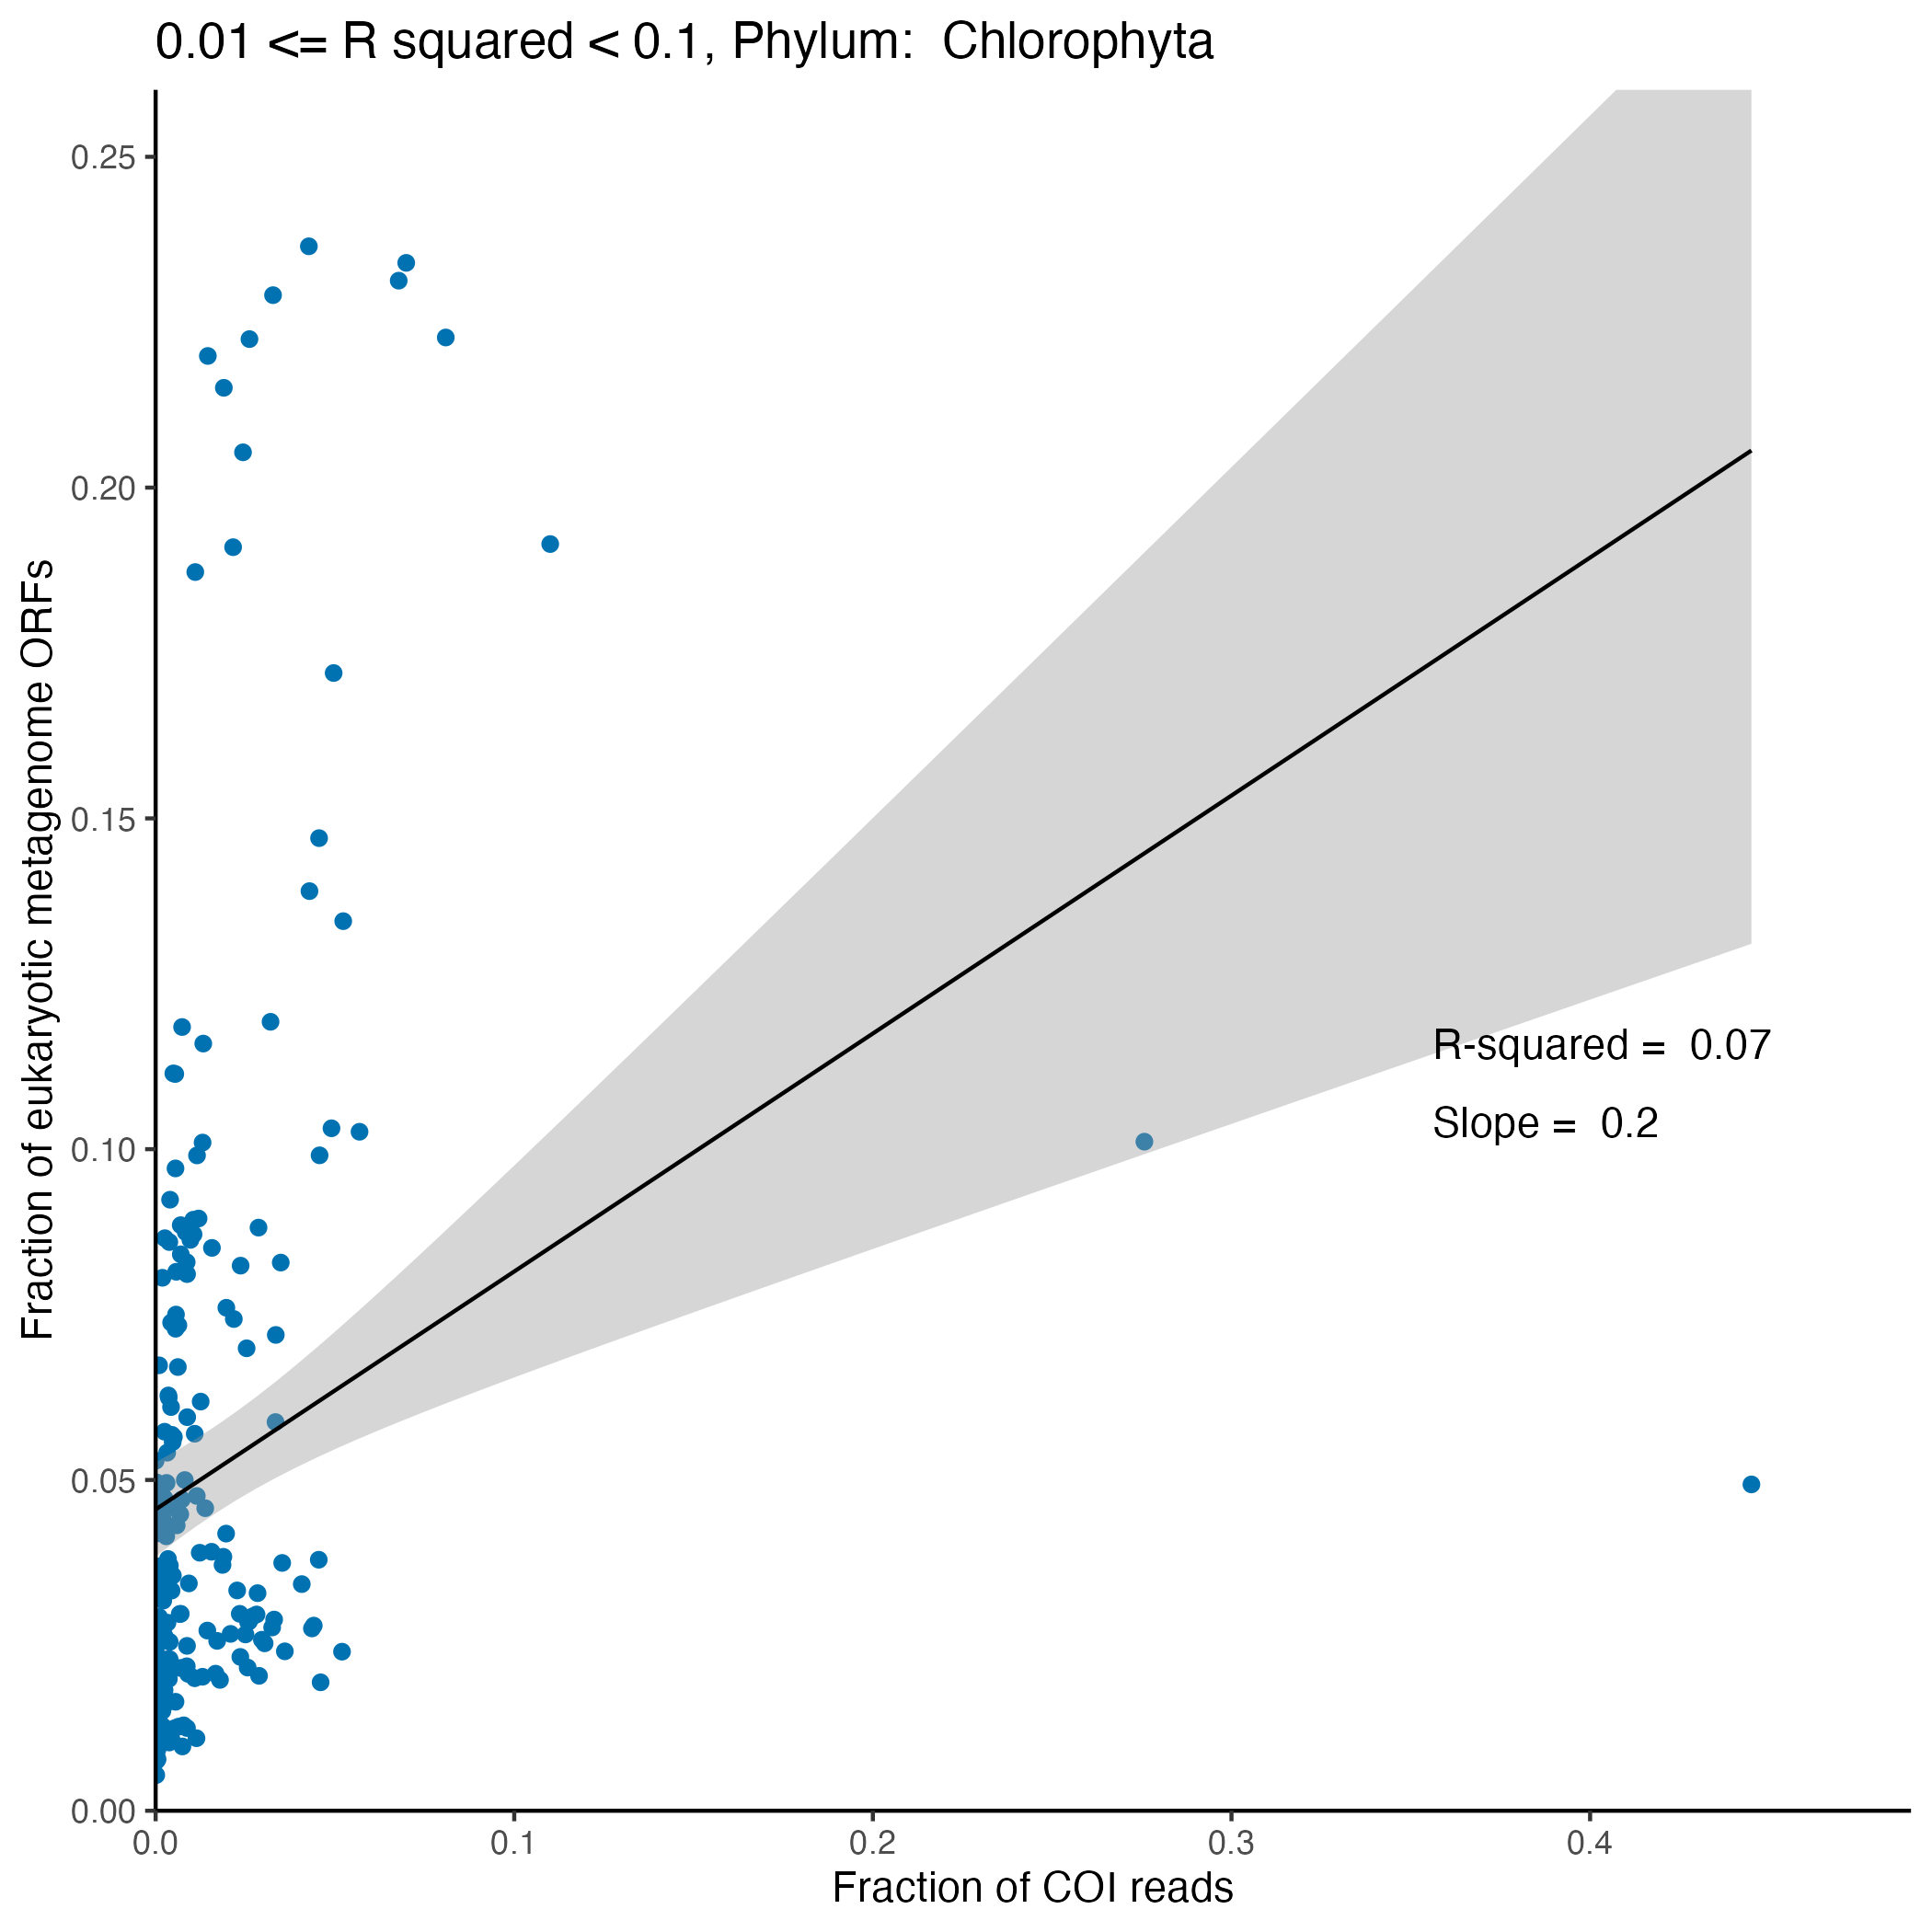 0.01 <= R squared < 0.1, Phylum:  Chlorophyta
0.25
0.20
0.15
0.10
0.05
0.00
Fraction of eukaryotic metagenome ORFs
R-squared =  0.07
Slope =  0.2
0.0 0.1 0.2 0.3 0.4
Fraction of COI reads